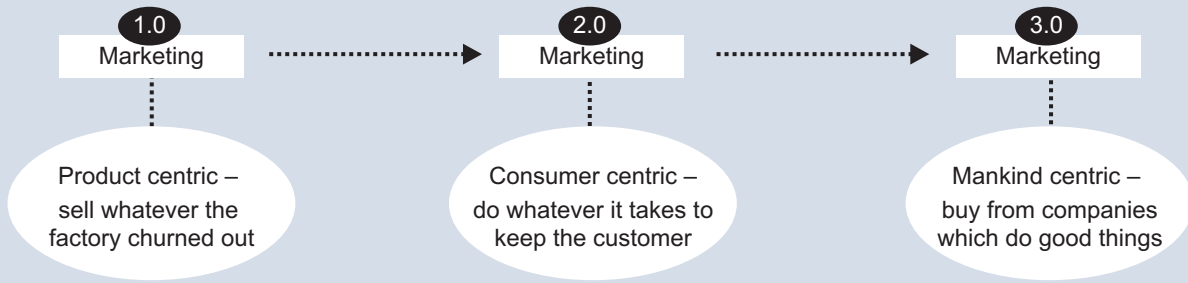 1.0
Marketing
2.0
Marketing
3.0
Marketing
Product centric –
sell whatever the
factory churned out
Consumer centric –
do whatever it takes to
keep the customer
Mankind centric –
buy from companies
which do good things